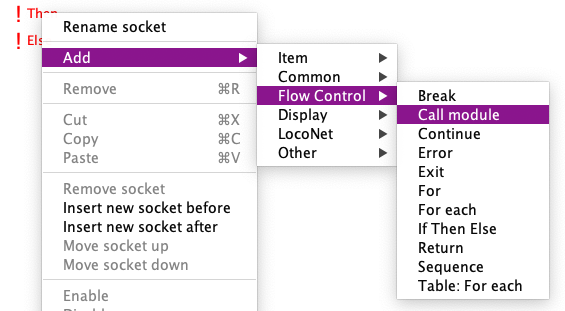 ! Then
! Els
Rename socket
Add ▶
Remove ⌘R
Cut ⌘X
Copy ⌘C
Paste ⌘V
Remove socket
Insert new socket before
Insert new socket after
Move socket up
Move socket down
Enable
Item ▶
Common ▶
Flow Control ▶
Display ▶
LocoNet ▶
Other ▶
Break
Call module
Continue
Error
Exit
For
For each
If Then Else
Return
Sequence
Table: For each